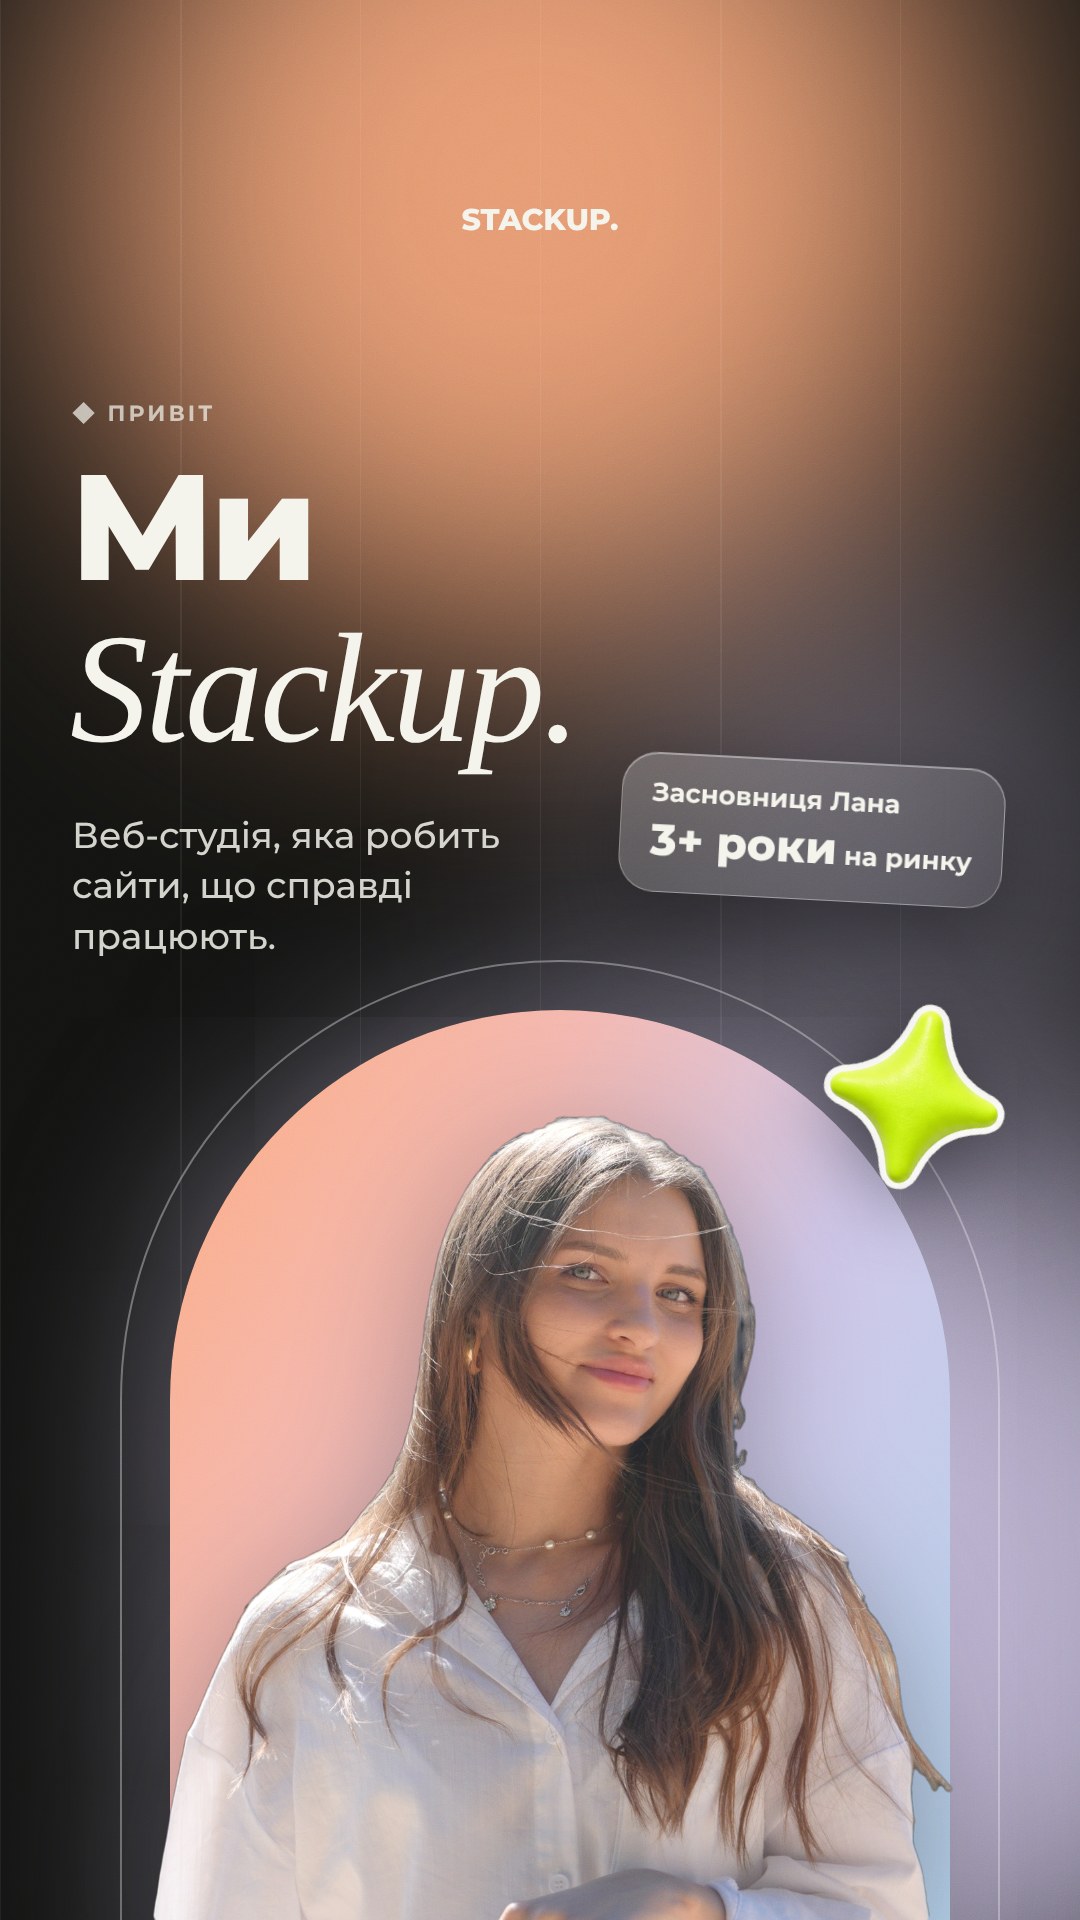 STACKUP.
ПРИВІТ
Ми
Stackup.
Веб-студія, яка робить
сайти, що справді
працюють.
Засновниця Лана
3+ роки на ринку